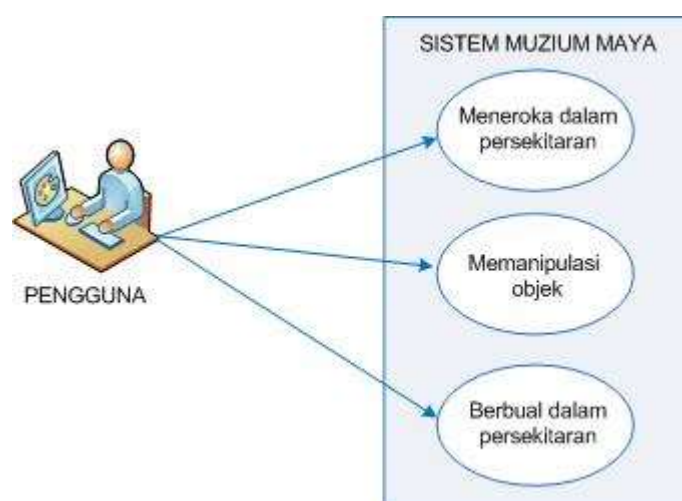 SISTEM MUZIUM MAYA
Meneroka dalam
persekitaran
Memanipulasi
objek
PENGGUNA
Berbual dalam
persekitaran